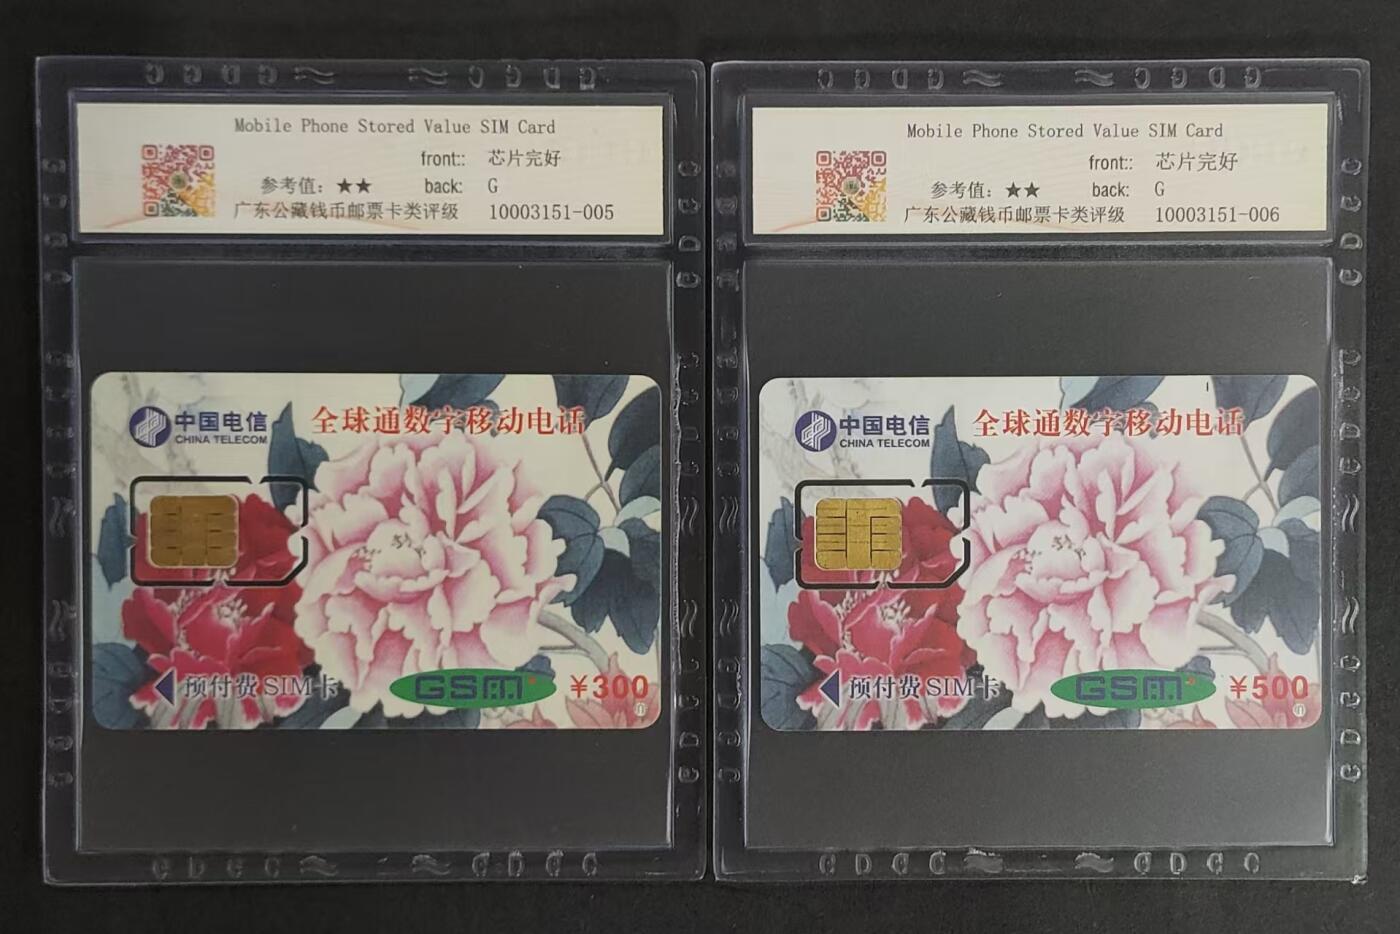 Mobile Phone Stored Value SIM Card
front:: 芯片完好
参考值: ★★ back: G
广东公藏钱币邮票卡类评级 10003151-005
中国电信
CHINA TELECOM
全球通数字移动电话
预付费SIM卡
GSM
¥300
Mobile Phone Stored Value SIM Card
front:: 芯片完好
参考值: ★★ back: G
广东公藏钱币邮票卡类评级 10003151-006
中国电信
CHINA TELECOM
全球通数字移动电话
预付费SIM卡
GSM
¥500